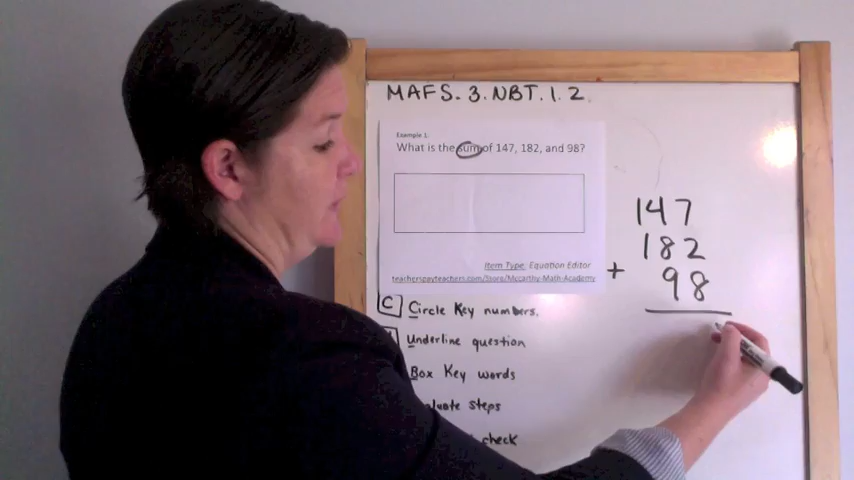 MAFS.3.NBT.1.2.
Example 1.
What is the sum of 147, 182, and 98?
Item Type: Equation Editor
teacherspayteachers.com/Store/Mccarthy-Math-Academy
147
182
+ 98
C Circle Key numbers.
Underline question
Box Key words
check